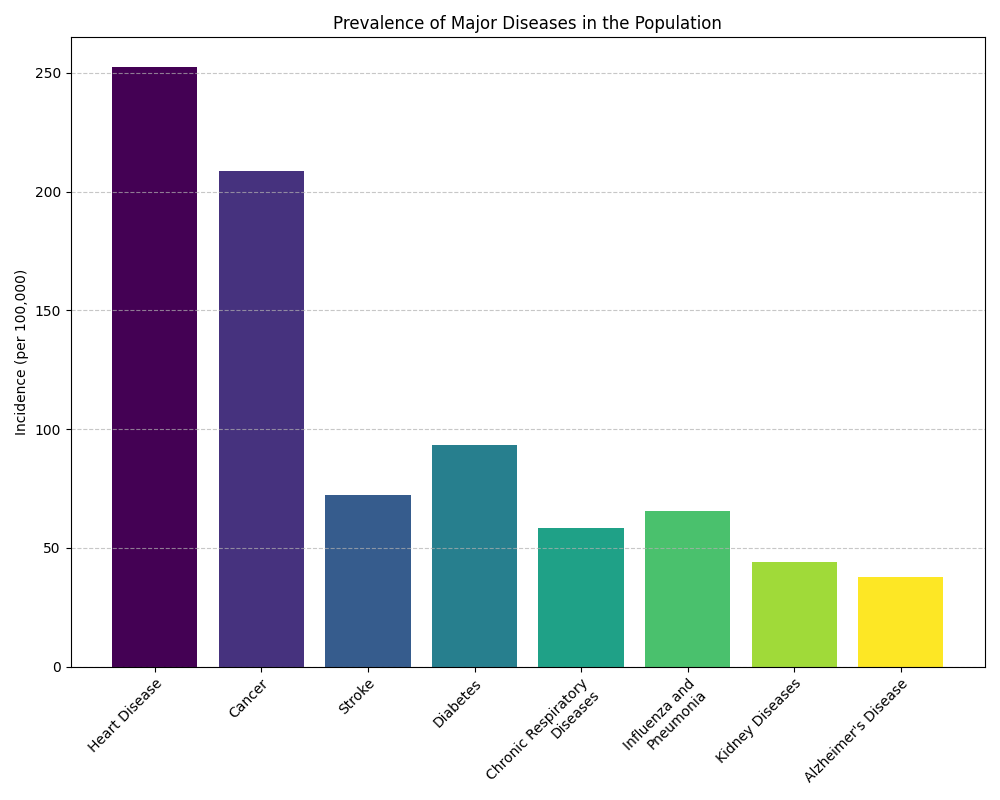 Prevalence of Major Diseases in the Population
Incidence (per 100,000)
250
200
150
100
50
0
Heart Disease
Cancer
Stroke
Diabetes
Chronic Respiratory
Diseases
Influenza and
Pneumonia
Kidney Diseases
Alzheimer's Disease